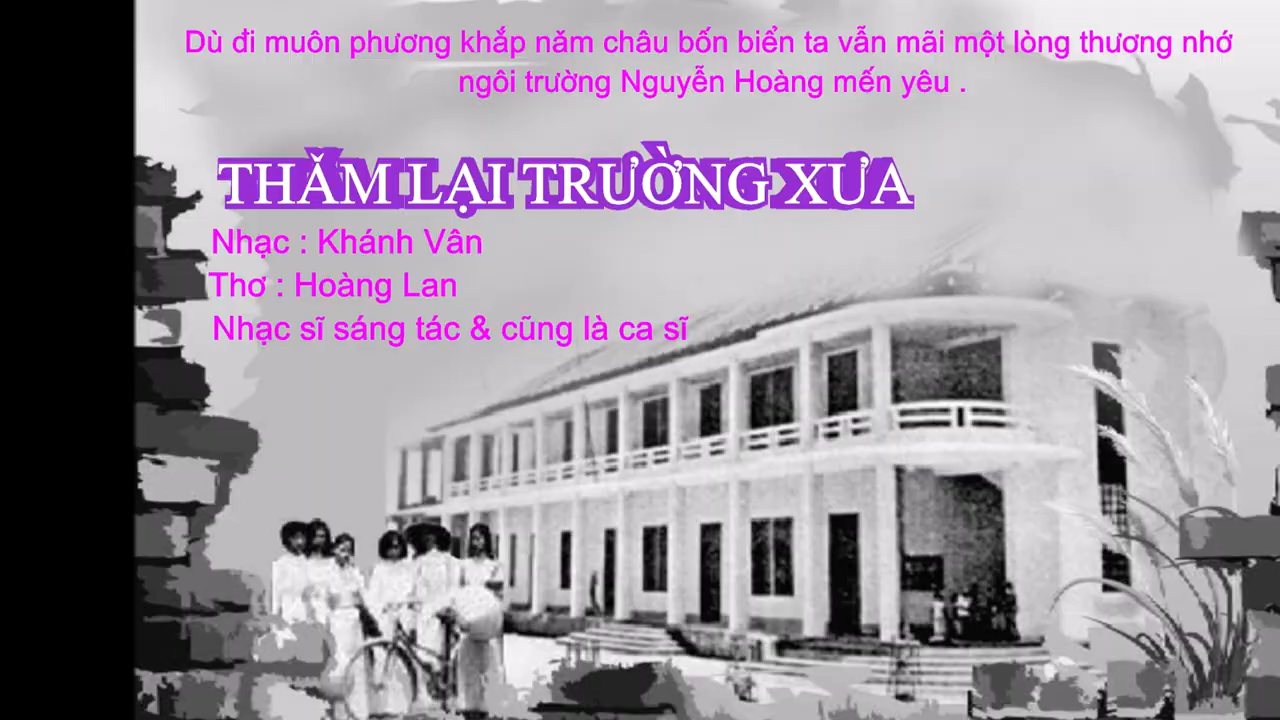 Dù đi muôn phương khắp năm châu bốn biển ta vẫn mãi một lòng thương nhớ
ngôi trường Nguyễn Hoàng mến yêu .
THĂM LẠI TRƯỜNG XƯA
Nhạc : Khánh Vân
Thơ : Hoàng Lan
Nhạc sĩ sáng tác & cũng là ca sĩ